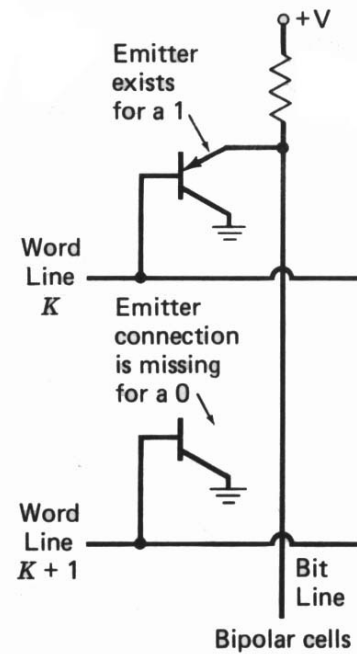 +V
Emitter
exists
for a 1
Word
Line
K
Emitter
connection
is missing
for a 0
Word
Line
K + 1
Bit
Line
Bipolar cells